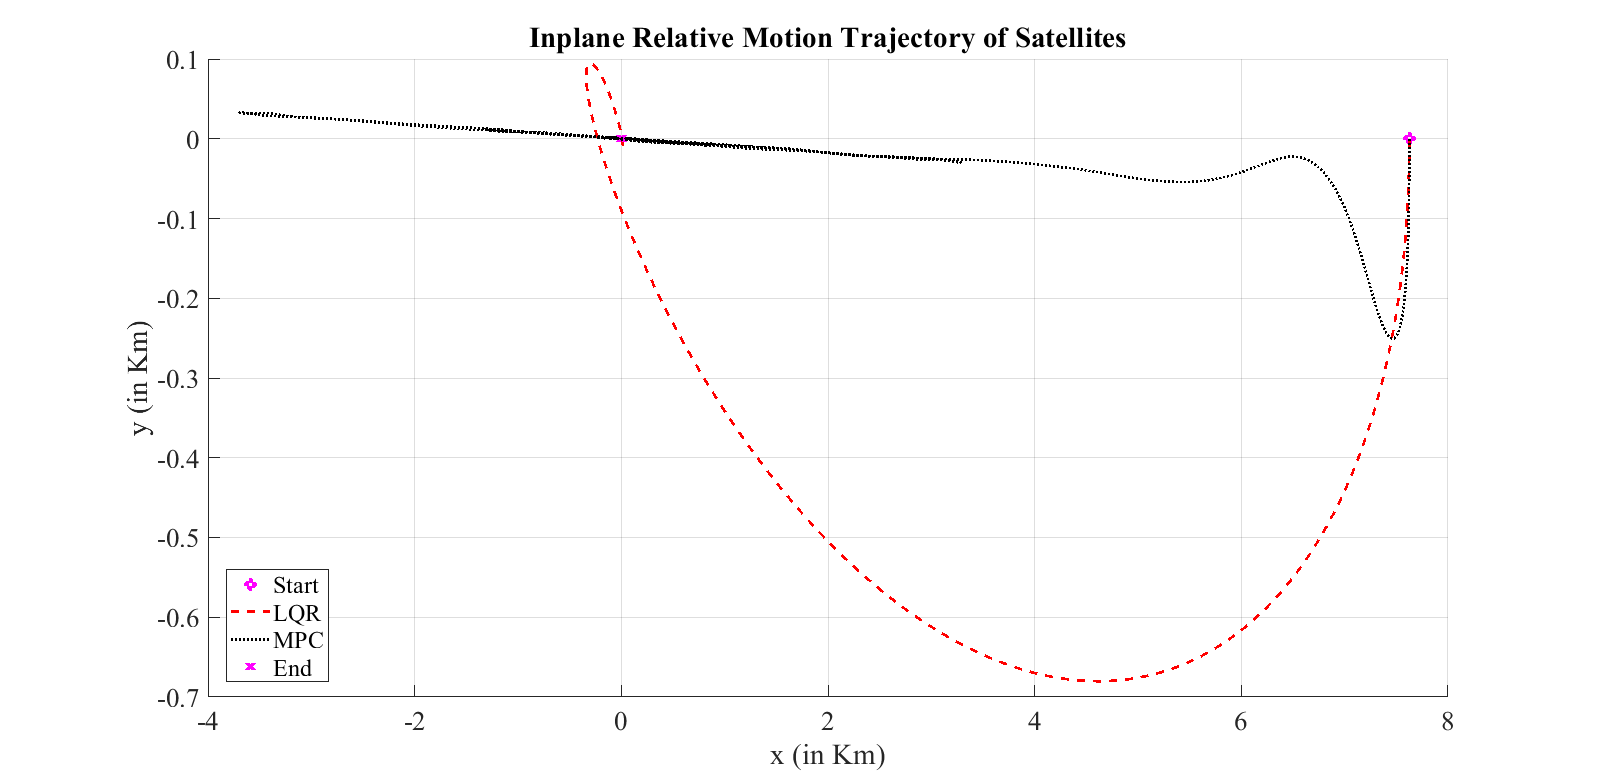 Inplane Relative Motion Trajectory of Satellites
0.1
0
-0.1
-0.2
-0.3
-0.4
-0.5
-0.6
-0.7
y (in Km)
Start
LQR
MPC
End
-4 -2 0 2 4 6 8
x (in Km)